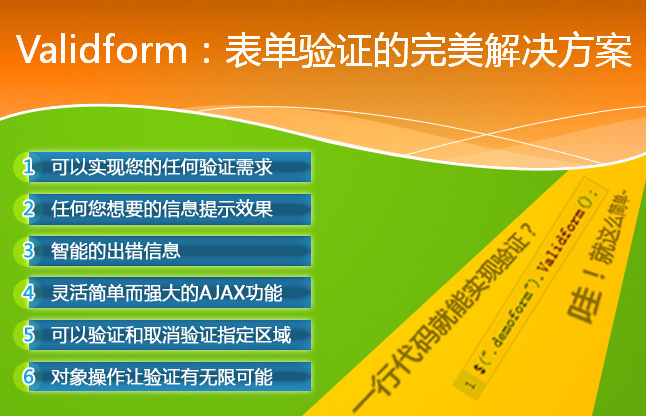 Validform：表单验证的完美解决方案
1 可以实现您的任何验证需求
2 任何您想要的信息提示效果
3 智能的出错信息
4 灵活简单而强大的AJAX功能
5 可以验证和取消验证指定区域
6 对象操作让验证有无限可能
一行代码就能实现验证？
1 $(".demoform").Validform();
哇！就这么简单~